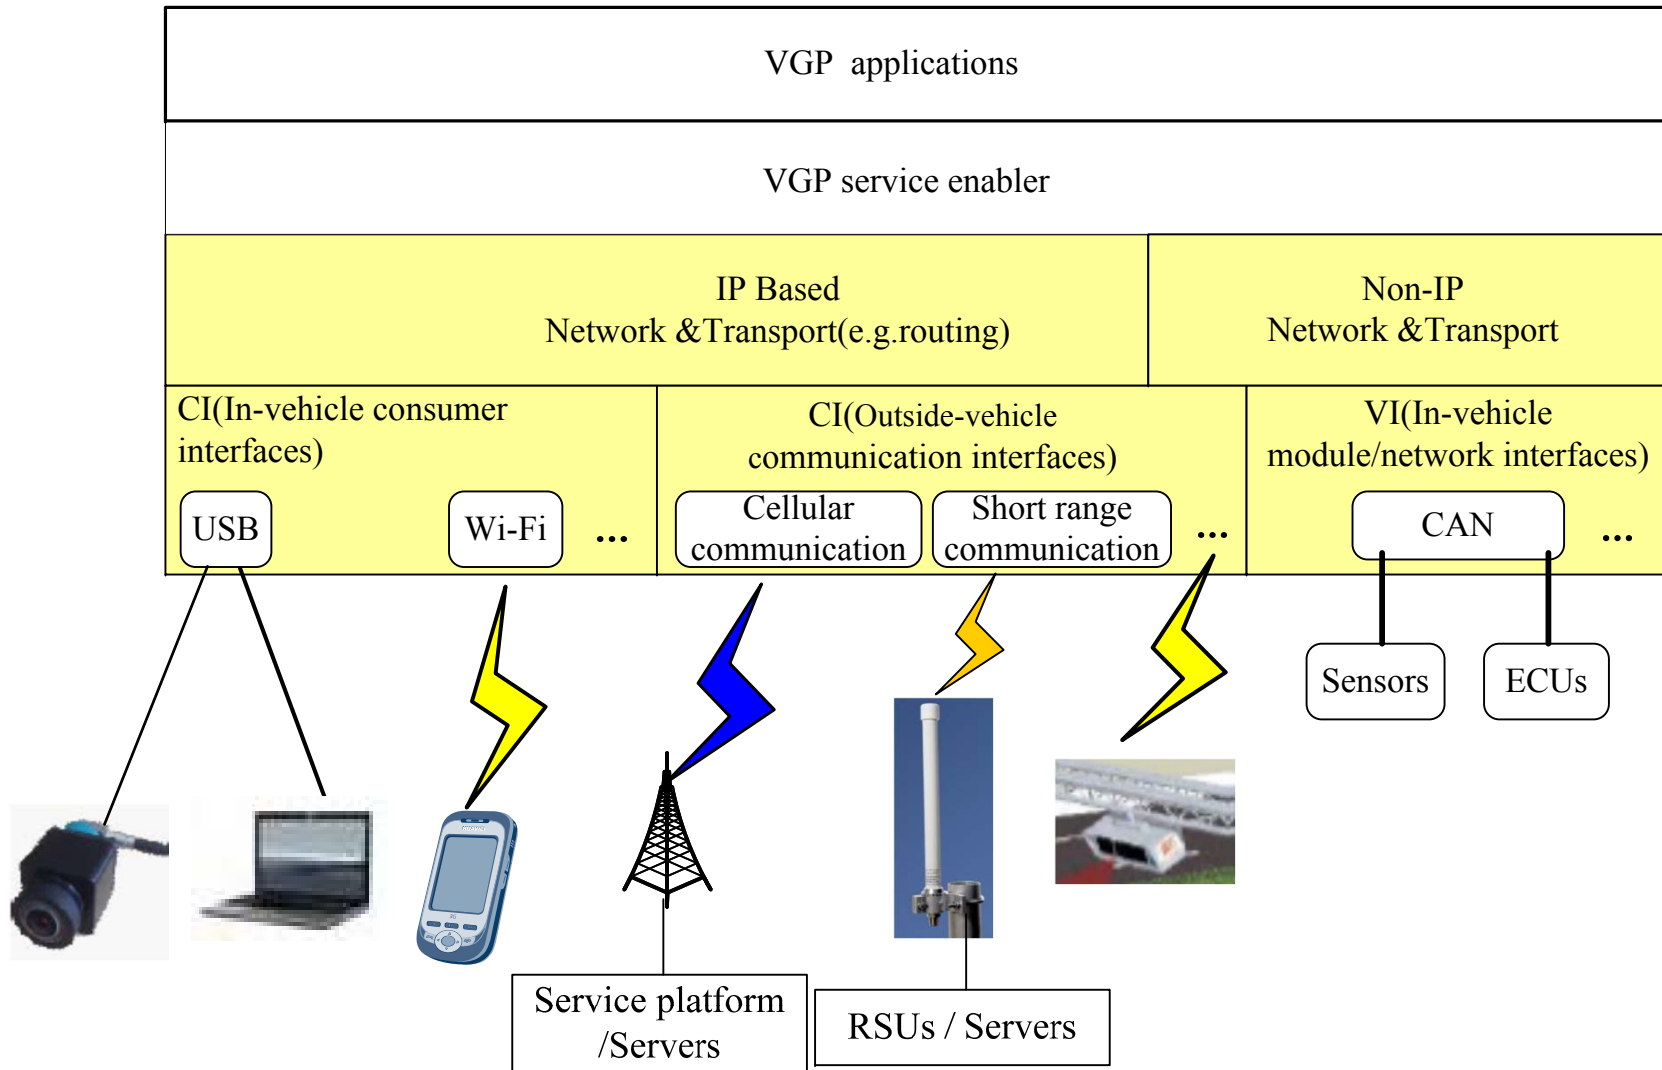 VGP applications
VGP service enabler
IP Based
Network &Transport(e.g.routing)
Non-IP
Network &Transport
CI(In-vehicle consumer
interfaces)
CI(Outside-vehicle
communication interfaces)
VI(In-vehicle
module/network interfaces)
USB
Wi-Fi
...
Cellular
communication
Short range
communication
...
CAN
...
Sensors
ECUs
Service platform
/Servers
RSUs / Servers